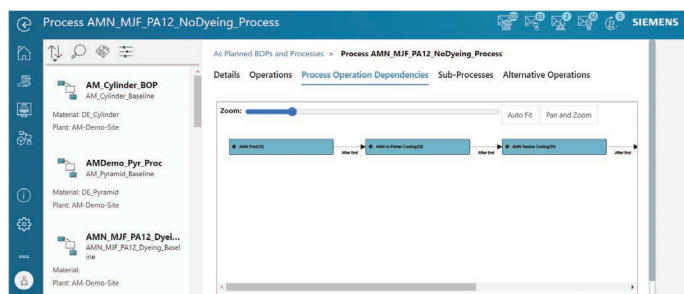 Process AMN_MJF_PA12_NoDyeing_Process
SIEMENS
AM_Cylinder_BOP
AM_Cylinder_Baseline
Material: DE_Cylinder
Plant: AM-Demo-Site
AMDemo_Pyr_Proc
AM_Pyramid_Baseline
Material: DE_Pyramid
Plant: AM-Demo-Site
AMN_MJF_PA12_Dyei...
AMN_MJF_PA12_Dyeing_Basel
ine
Material:
Plant: AM-Demo-Site
As Planned BOPs and Processes > Process AMN_MJF_PA12_NoDyeing_Process
Details Operations Process Operation Dependencies Sub-Processes Alternative Operations
Zoom:
Auto Fit Pan and Zoom
AMN Print(10) After End AMN In-Printer Cooling(20) After End AMN Passive Cooling(30) After End